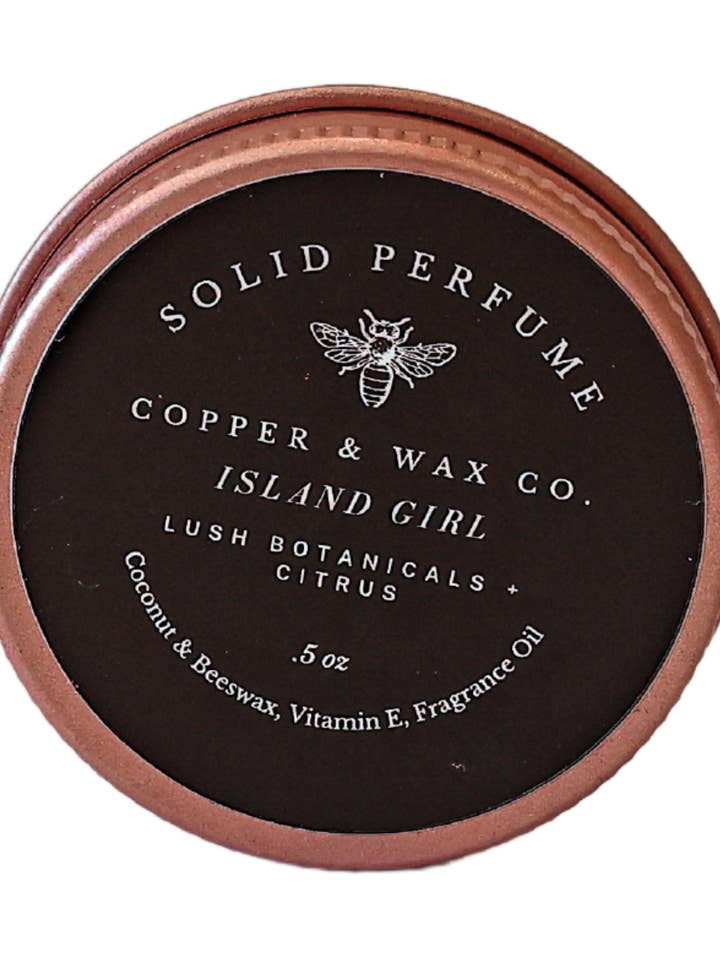 SOLID PERFUME
COPPER & WAX CO.
ISLAND GIRL
LUSH BOTANICALS +
CITRUS
.5 oz
Coconut & Beeswax, Vitamin E, Fragrance Oil